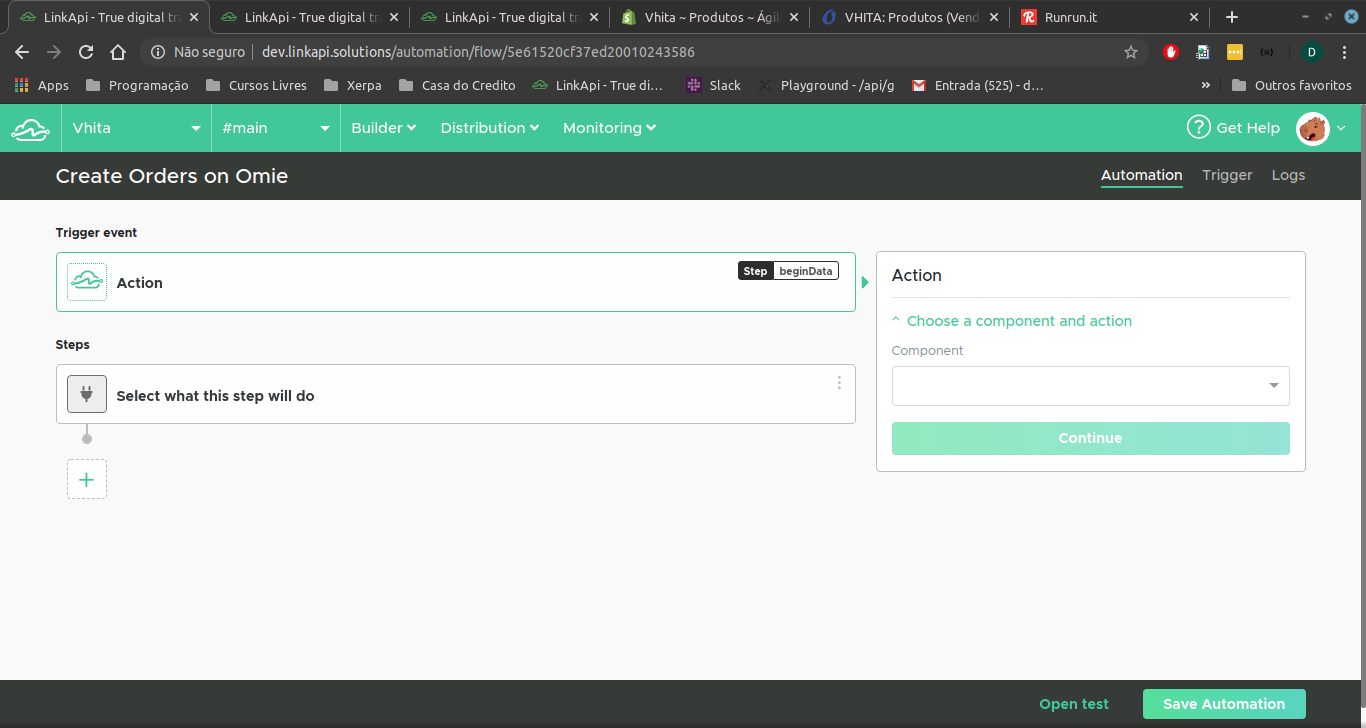 LinkApi - True digital tr
LinkApi - True digital tr
LinkApi - True digital tr
Vhita ~ Produtos ~ Ágil
VHITA: Produtos (Vend
Runrun.it
Não seguro
dev.linkapi.solutions/automation/flow/5e61520cf37ed20010243586
D
Apps
Programação
Cursos Livres
Xerpa
Casa do Credito
LinkApi - True di...
Slack
Playground - /api/g
Entrada (525) - d...
»
Outros favoritos
Vhita
#main
Builder
Distribution
Monitoring
? Get Help
Create Orders on Omie
Automation
Trigger
Logs
Trigger event
Action
Step beginData
Action
Choose a component and action
Component
Continue
Steps
Select what this step will do
+
Open test
Save Automation